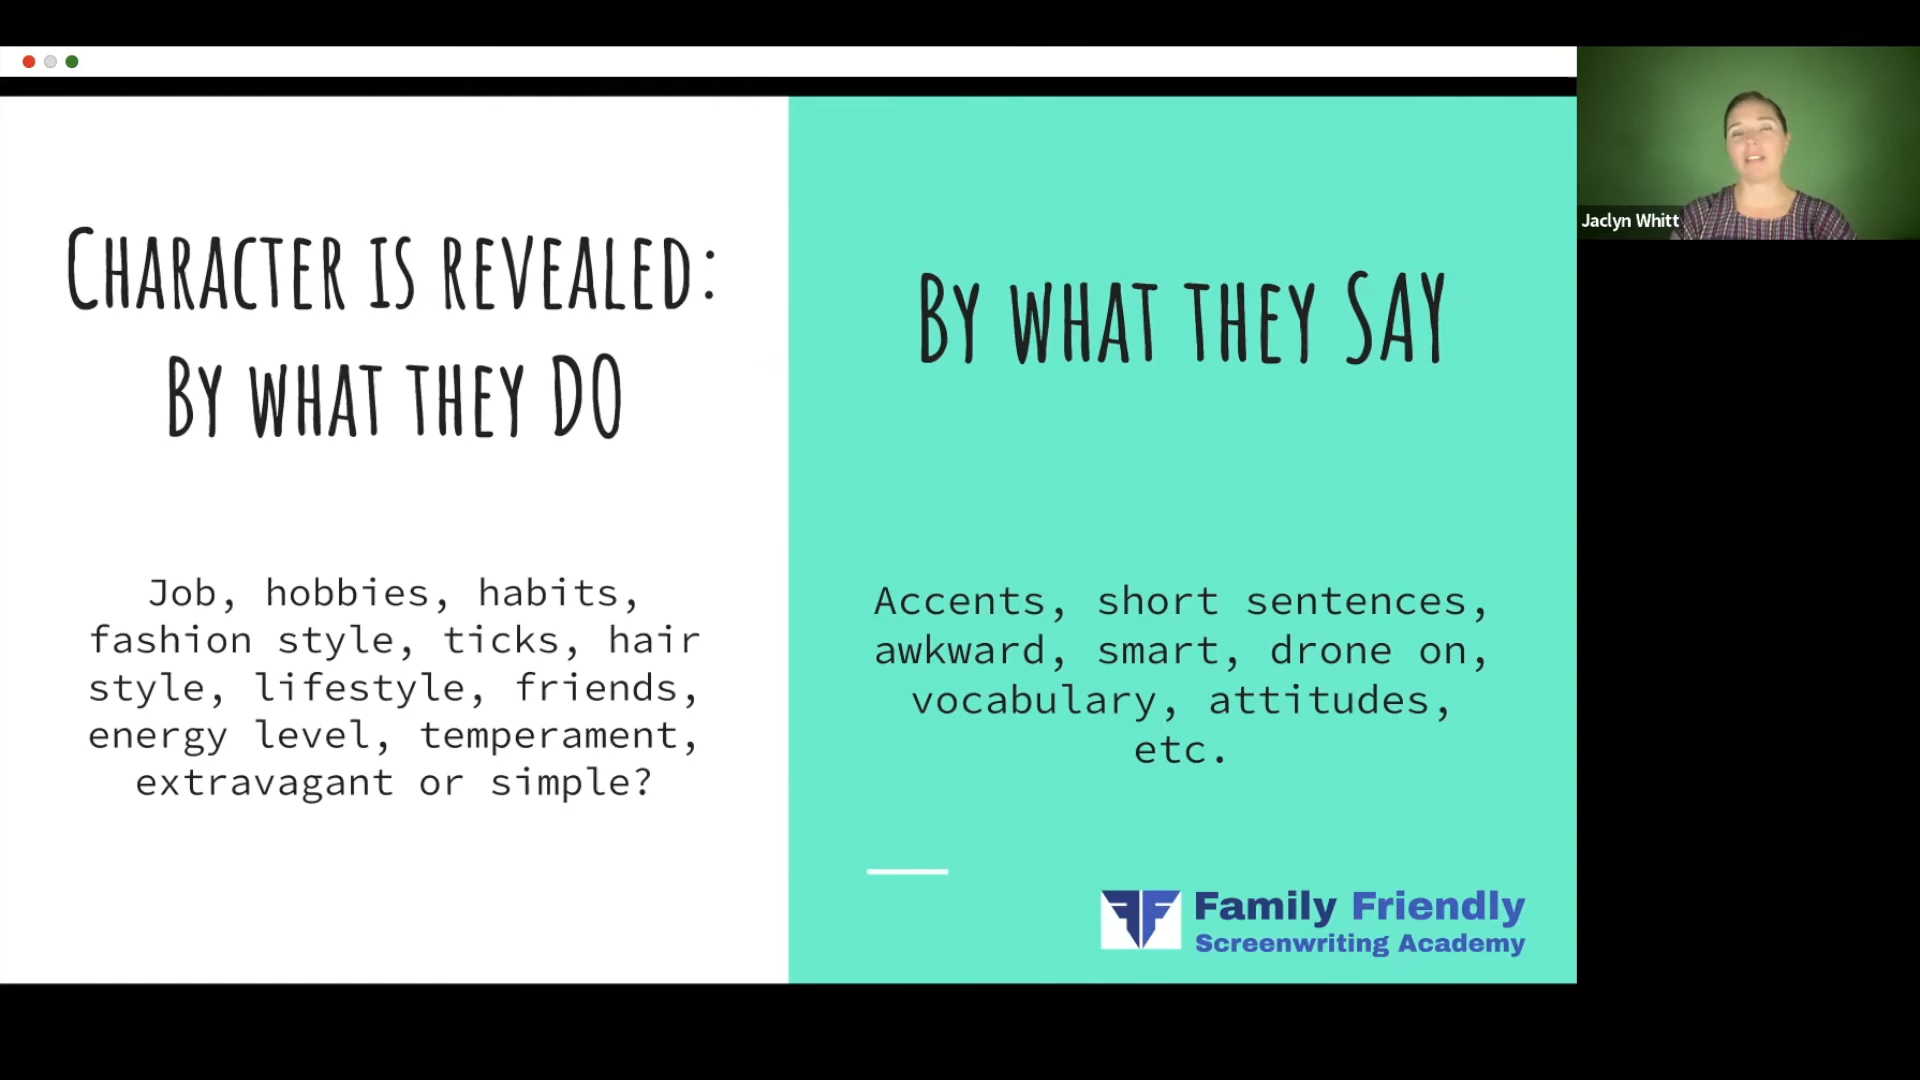 Character is revealed:
By what they DO
Job, hobbies, habits,
fashion style, ticks, hair
style, lifestyle, friends,
energy level, temperament,
extravagant or simple?
By what they SAY
Accents, short sentences,
awkward, smart, drone on,
vocabulary, attitudes,
etc.
Family Friendly
Screenwriting Academy
Jaclyn Whitt